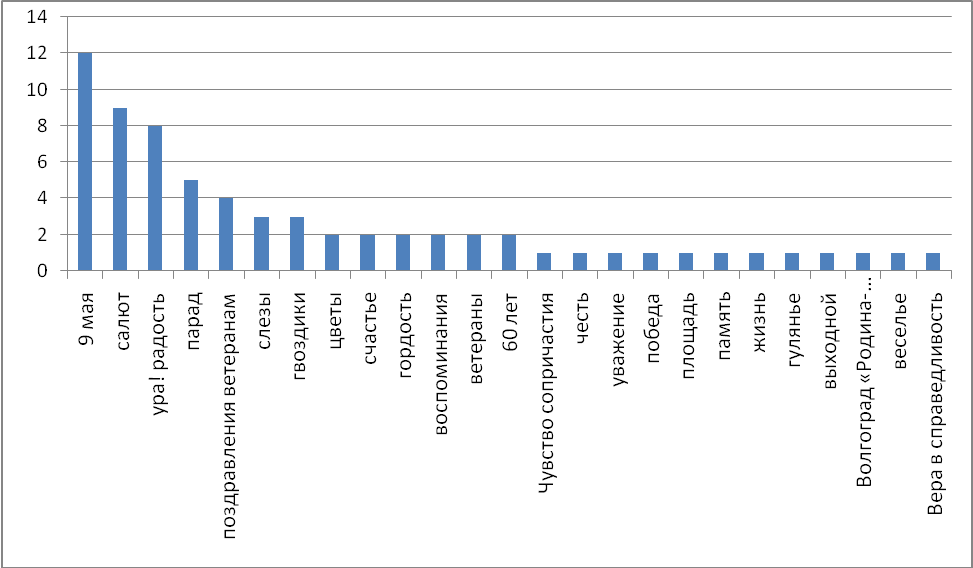 14
12
10
8
6
4
2
0
9 мая
салют
ура! радость
парад
поздравления ветеранам
слезы
гвоздики
цветы
счастье
гордость
воспоминания
ветераны
60 лет
Чувство сопричастия
честь
уважение
победа
площадь
память
жизнь
гулянье
выходной
Волгоград «Родина-...
веселье
Вера в справедливость